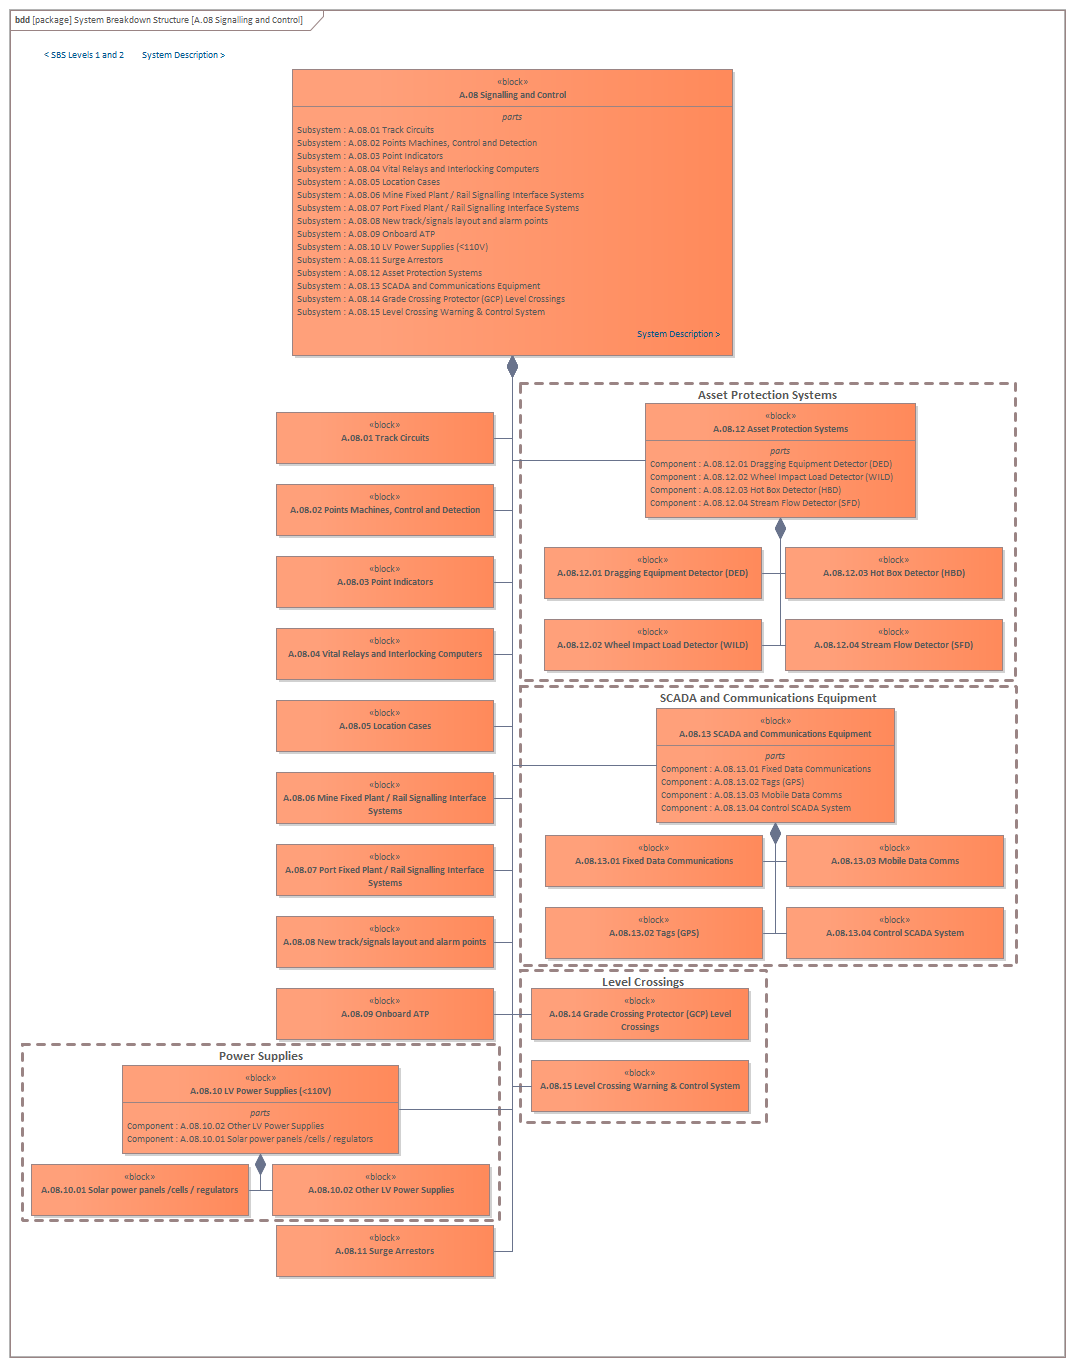 bdd [package] System Breakdown Structure [A.08 Signalling and Control]
< SBS Levels 1 and 2 System Description >
«block»
A.08 Signalling and Control
parts
Subsystem : A.08.01 Track Circuits
Subsystem : A.08.02 Points Machines, Control and Detection
Subsystem : A.08.03 Point Indicators
Subsystem : A.08.04 Vital Relays and Interlocking Computers
Subsystem : A.08.05 Location Cases
Subsystem : A.08.06 Mine Fixed Plant / Rail Signalling Interface Systems
Subsystem : A.08.07 Port Fixed Plant / Rail Signalling Interface Systems
Subsystem : A.08.08 New track/signals layout and alarm points
Subsystem : A.08.09 Onboard ATP
Subsystem : A.08.10 LV Power Supplies (<110V)
Subsystem : A.08.11 Surge Arrestors
Subsystem : A.08.12 Asset Protection Systems
Subsystem : A.08.13 SCADA and Communications Equipment
Subsystem : A.08.14 Grade Crossing Protector (GCP) Level Crossings
Subsystem : A.08.15 Level Crossing Warning & Control System
System Description >
«block»
A.08.01 Track Circuits
«block»
A.08.02 Points Machines, Control and Detection
«block»
A.08.03 Point Indicators
«block»
A.08.04 Vital Relays and Interlocking Computers
«block»
A.08.05 Location Cases
«block»
A.08.06 Mine Fixed Plant / Rail Signalling Interface
Systems
«block»
A.08.07 Port Fixed Plant / Rail Signalling Interface
Systems
«block»
A.08.08 New track/signals layout and alarm points
«block»
A.08.09 Onboard ATP
Power Supplies
«block»
A.08.10 LV Power Supplies (<110V)
parts
Component : A.08.10.02 Other LV Power Supplies
Component : A.08.10.01 Solar power panels /cells / regulators
«block»
A.08.10.01 Solar power panels /cells / regulators
«block»
A.08.10.02 Other LV Power Supplies
«block»
A.08.11 Surge Arrestors
Asset Protection Systems
«block»
A.08.12 Asset Protection Systems
parts
Component : A.08.12.01 Dragging Equipment Detector (DED)
Component : A.08.12.02 Wheel Impact Load Detector (WILD)
Component : A.08.12.03 Hot Box Detector (HBD)
Component : A.08.12.04 Stream Flow Detector (SFD)
«block»
A.08.12.01 Dragging Equipment Detector (DED)
«block»
A.08.12.03 Hot Box Detector (HBD)
«block»
A.08.12.02 Wheel Impact Load Detector (WILD)
«block»
A.08.12.04 Stream Flow Detector (SFD)
SCADA and Communications Equipment
«block»
A.08.13 SCADA and Communications Equipment
parts
Component : A.08.13.01 Fixed Data Communications
Component : A.08.13.02 Tags (GPS)
Component : A.08.13.03 Mobile Data Comms
Component : A.08.13.04 Control SCADA System
«block»
A.08.13.01 Fixed Data Communications
«block»
A.08.13.03 Mobile Data Comms
«block»
A.08.13.02 Tags (GPS)
«block»
A.08.13.04 Control SCADA System
Level Crossings
«block»
A.08.14 Grade Crossing Protector (GCP) Level
Crossings
«block»
A.08.15 Level Crossing Warning & Control System